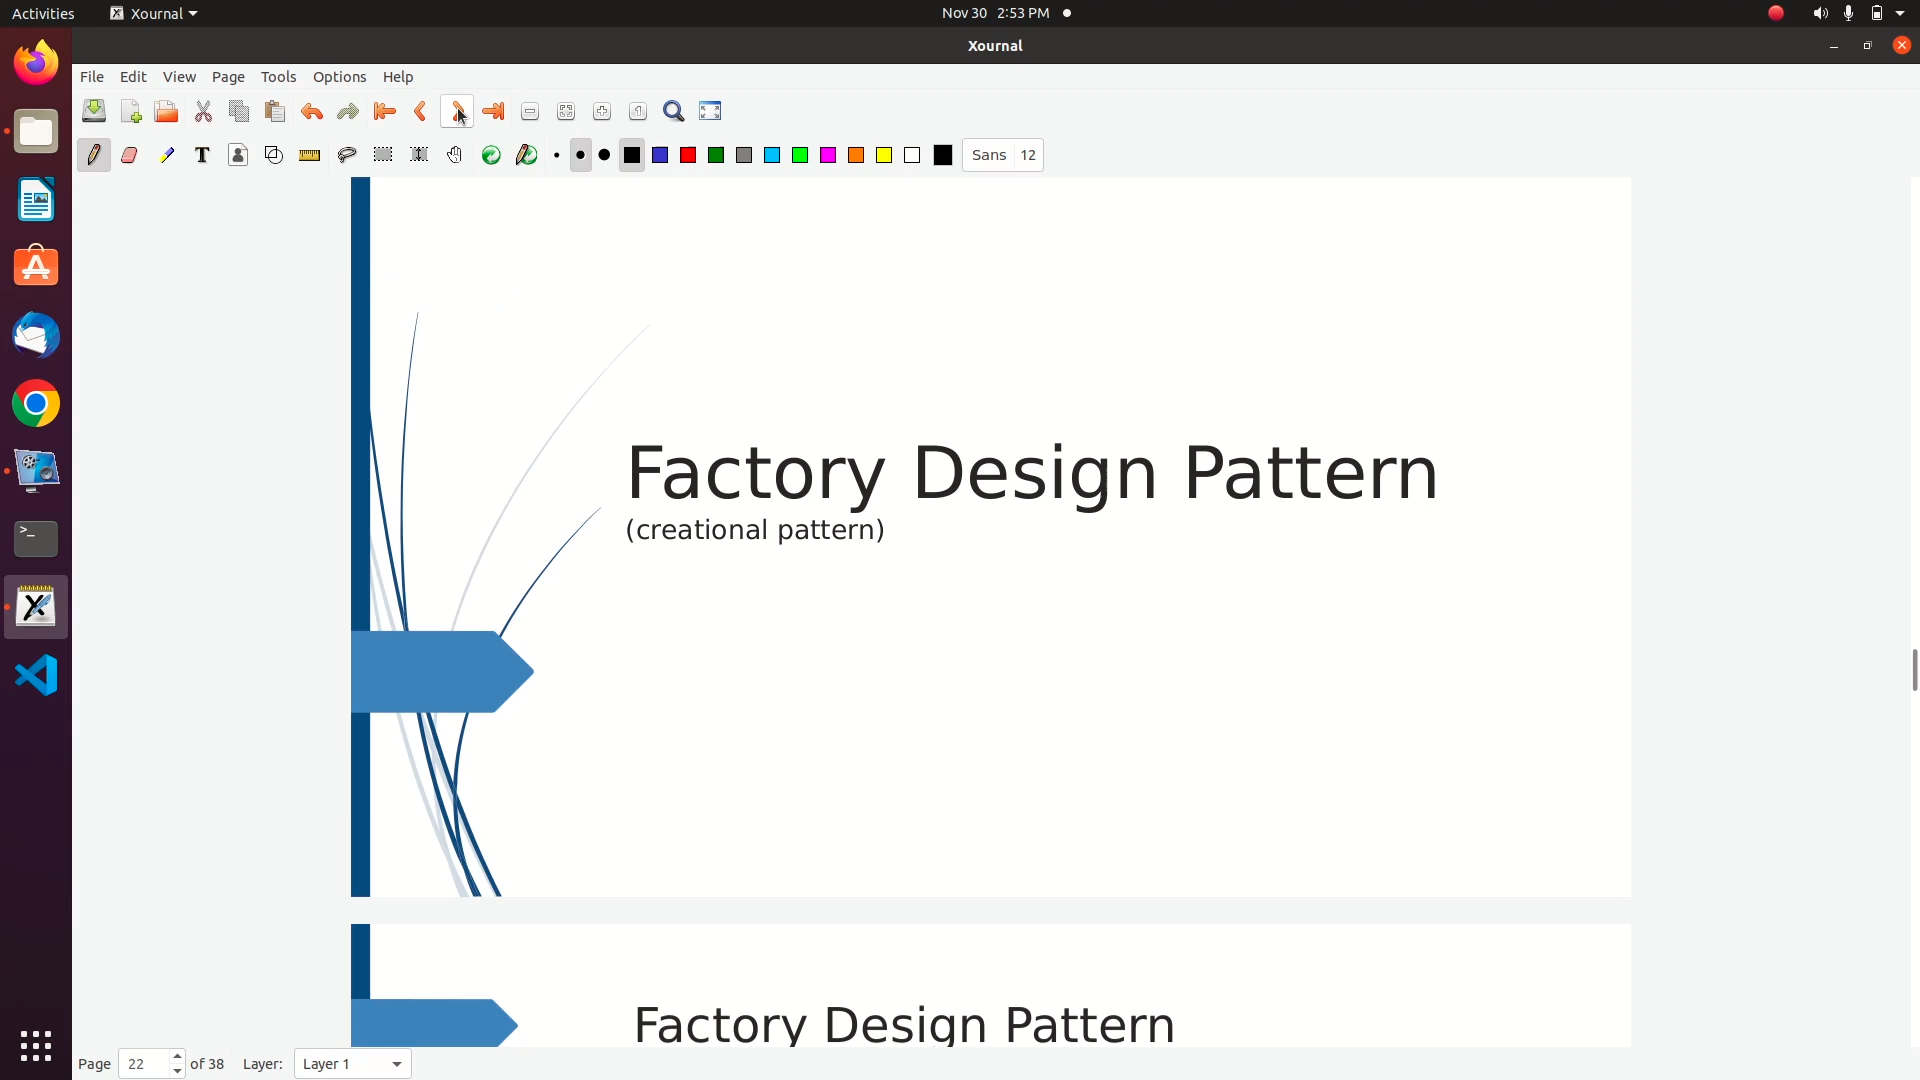 Activities Xournal Nov 30 2:53 PM
Xournal
File Edit View Page Tools Options Help
Sans 12
Factory Design Pattern
(creational pattern)
Factory Design Pattern
Page 22 of 38 Layer: Layer 1